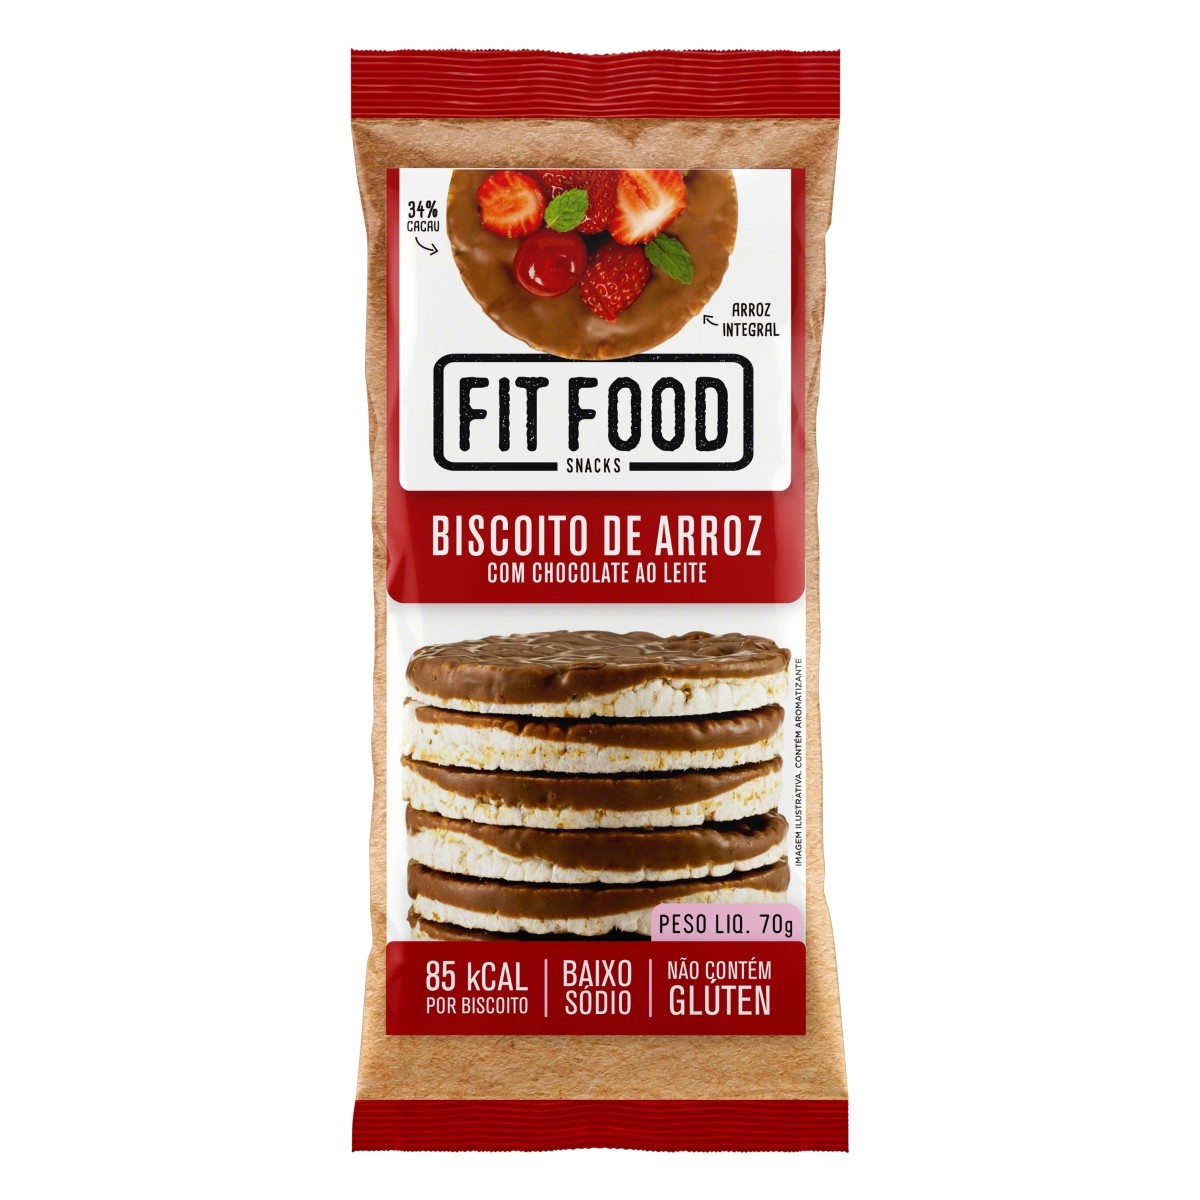 34%
CACAU
ARROZ
INTEGRAL
FIT FOOD
SNACKS
BISCOITO DE ARROZ
COM CHOCOLATE AO LEITE
IMAGEM ILUSTRATIVA. CONTÉM AROMATIZANTE
PESO LIQ. 70g
85 kCAL
POR BISCOITO
BAIXO
SÓDIO
NÃO CONTÉM
GLÚTEN